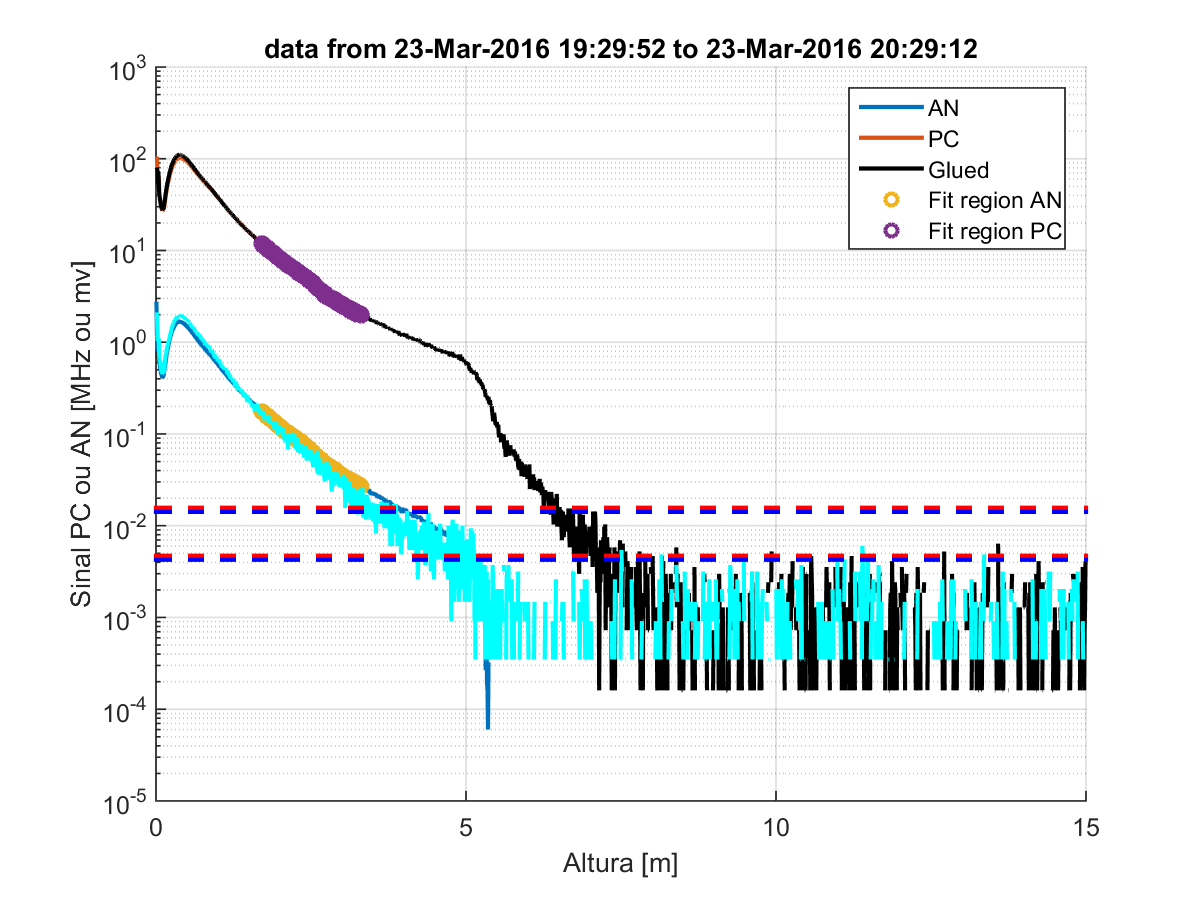 data from 23-Mar-2016 19:29:52 to 23-Mar-2016 20:29:12
10^3
10^2
10^1
10^0
10^-1
10^-2
10^-3
10^-4
10^-5
Sinal PC ou AN [MHz ou mv]
AN
PC
Glued
Fit region AN
Fit region PC
0
5
10
15
Altura [m]